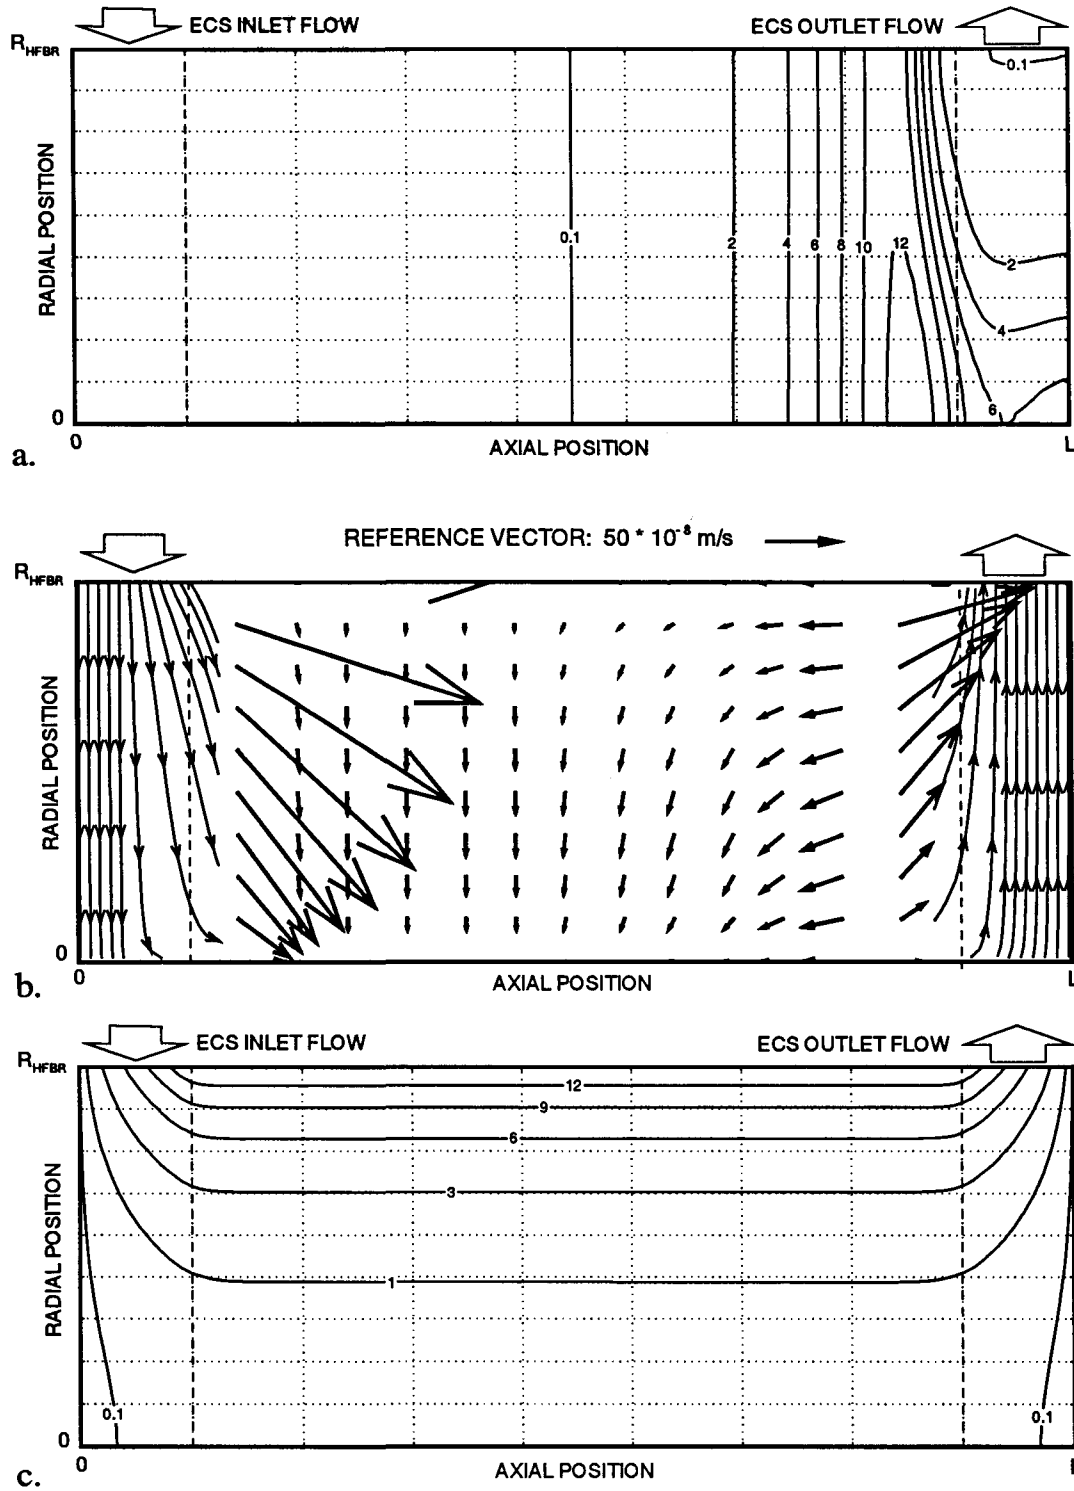 ECS INLET FLOW ECS OUTLET FLOW
R_HFBR
0.1
RADIAL POSITION
0.1 2 4 6 8 10 12
2
4
6
0
0 AXIAL POSITION L
a.
REFERENCE VECTOR: 50 * 10^-8 m/s
R_HFBR
RADIAL POSITION
0
0 AXIAL POSITION L
b.
ECS INLET FLOW ECS OUTLET FLOW
R_HFBR
12
9
6
3
RADIAL POSITION
1
0.1 0.1
0
0 AXIAL POSITION
c.